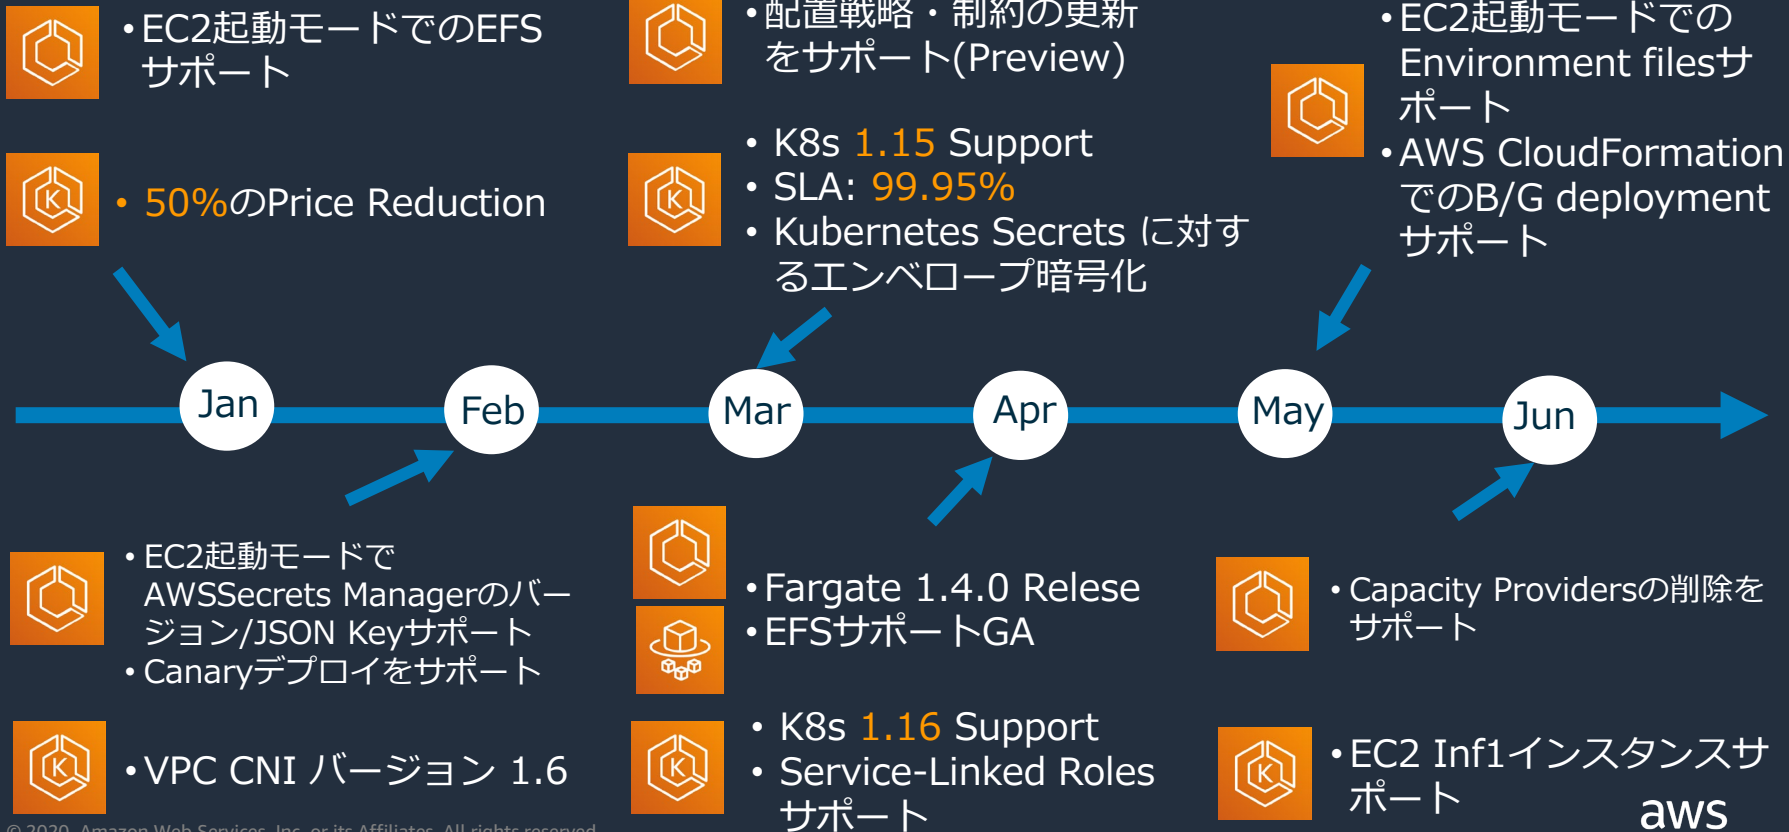 •EC2起動モードでのEFS
サポート
• 50%のPrice Reduction
•配置戦略・制約の更新
をサポート(Preview)
• K8s 1.15 Support
• SLA: 99.95%
• Kubernetes Secrets に対す
るエンベロープ暗号化
•EC2起動モードでの
Environment filesサ
ポート
•AWS CloudFormation
でのB/G deployment
サポート
Jan
Feb
Mar
Apr
May
Jun
•EC2起動モードで
AWSSecrets Managerのバー
ジョン/JSON Keyサポート
•Canaryデプロイをサポート
•VPC CNI バージョン 1.6
•Fargate 1.4.0 Relese
•EFSサポートGA
• K8s 1.16 Support
• Service-Linked Roles
サポート
•Capacity Providersの削除を
サポート
•EC2 Inf1インスタンスサ
ポート
K
K
K
K
K
aws
© 2020, Amazon Web Services, Inc. or its Affiliates. All rights reserved.